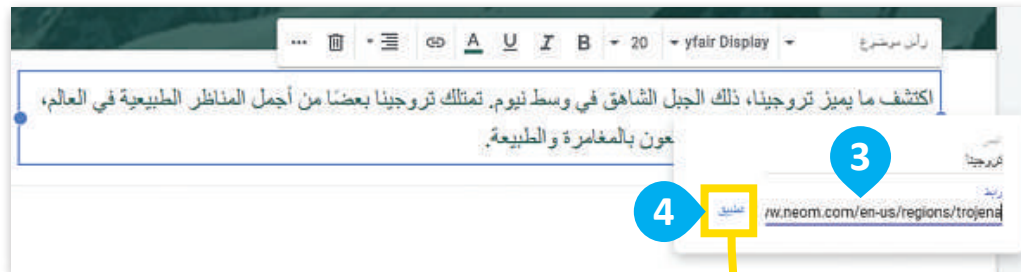 رأس موضوع yfair Display 20 B I U A
اكتشف ما يميز تروجينا، ذلك الجبل الشاهق في وسط نيوم. تمتلك تروجينا بعضًا من أجمل المناظر الطبيعية في العالم،
عون بالمغامرة والطبيعة.
نص
تروجينا
3
رابط
/w.neom.com/en-us/regions/trojena
تطبيق
4